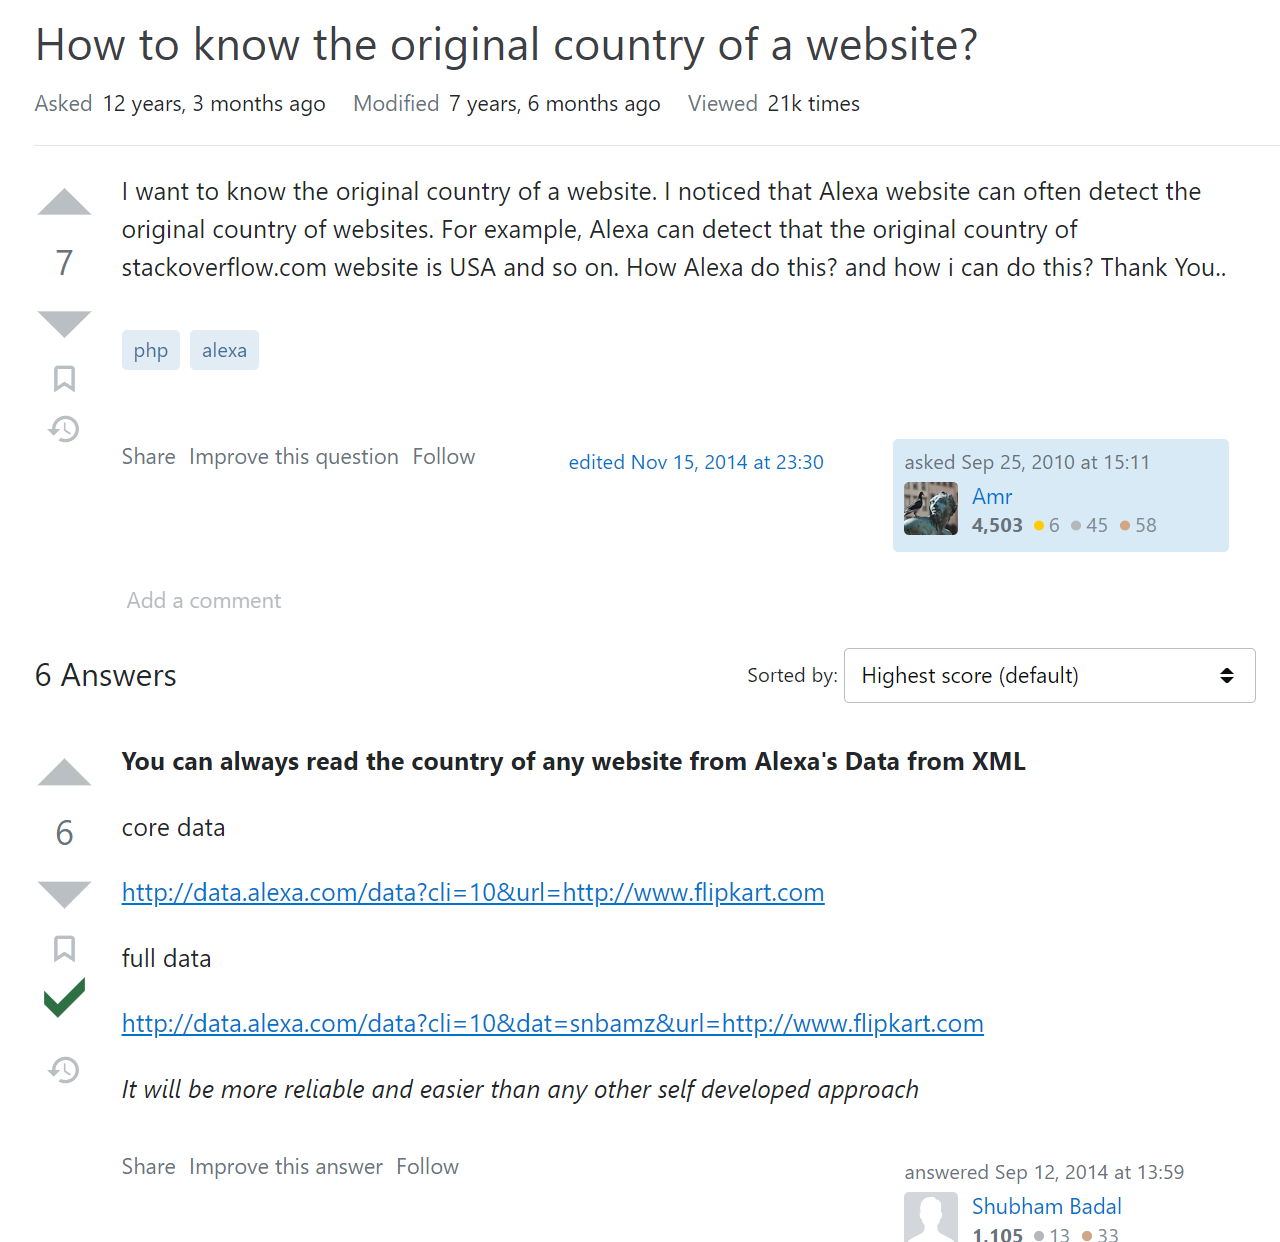 How to know the original country of a website?
Asked 12 years, 3 months ago Modified 7 years, 6 months ago Viewed 21k times
I want to know the original country of a website. I noticed that Alexa website can often detect the
original country of websites. For example, Alexa can detect that the original country of
7
stackoverflow.com website is USA and so on. How Alexa do this? and how i can do this? Thank You..
php alexa
Share Improve this question Follow
edited Nov 15, 2014 at 23:30
asked Sep 25, 2010 at 15:11
Amr
4,503 6 45 58
Add a comment
6 Answers
Sorted by: Highest score (default)
You can always read the country of any website from Alexa's Data from XML
6
core data
http://data.alexa.com/data?cli=10&url=http://www.flipkart.com
full data
http://data.alexa.com/data?cli=10&dat=snbamz&url=http://www.flipkart.com
It will be more reliable and easier than any other self developed approach
Share Improve this answer Follow
answered Sep 12, 2014 at 13:59
Shubham Badal
1,105 13 33